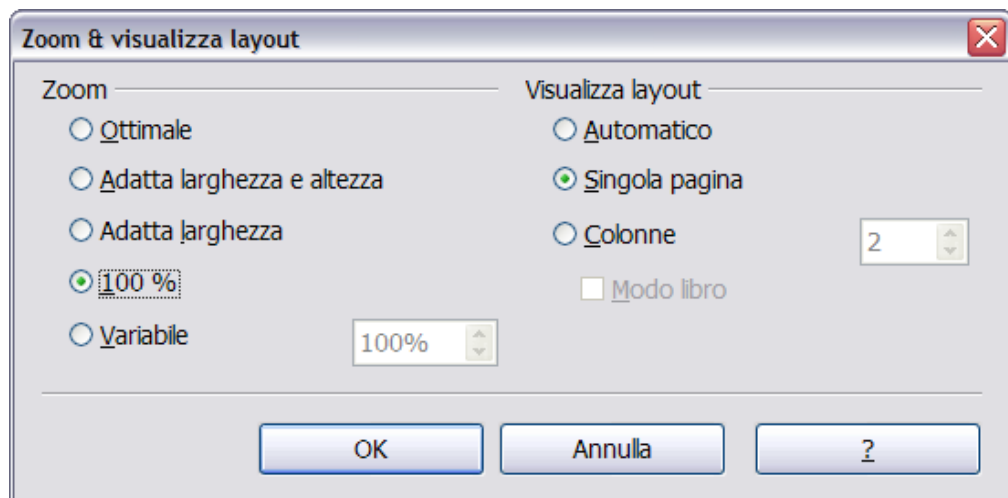 Zoom & visualizza layout
Zoom
Ottimale
Adatta larghezza e altezza
Adatta larghezza
100 %
Variabile
100%
Visualizza layout
Automatico
Singola pagina
Colonne
2
Modo libro
OK
Annulla
?